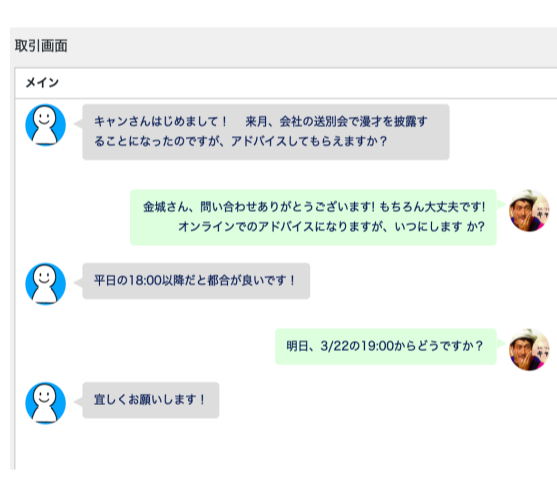 取引画面
メイン
キャンさんはじめまして！　来月、会社の送別会で漫才を披露す
ることになったのですが、アドバイスしてもらえますか？
金城さん、問い合わせありがとうございます! もちろん大丈夫です!
オンラインでのアドバイスになりますが、いつにします か?
平日の18:00以降だと都合が良いです！
明日、3/22の19:00からどうですか？
宜しくお願いします！